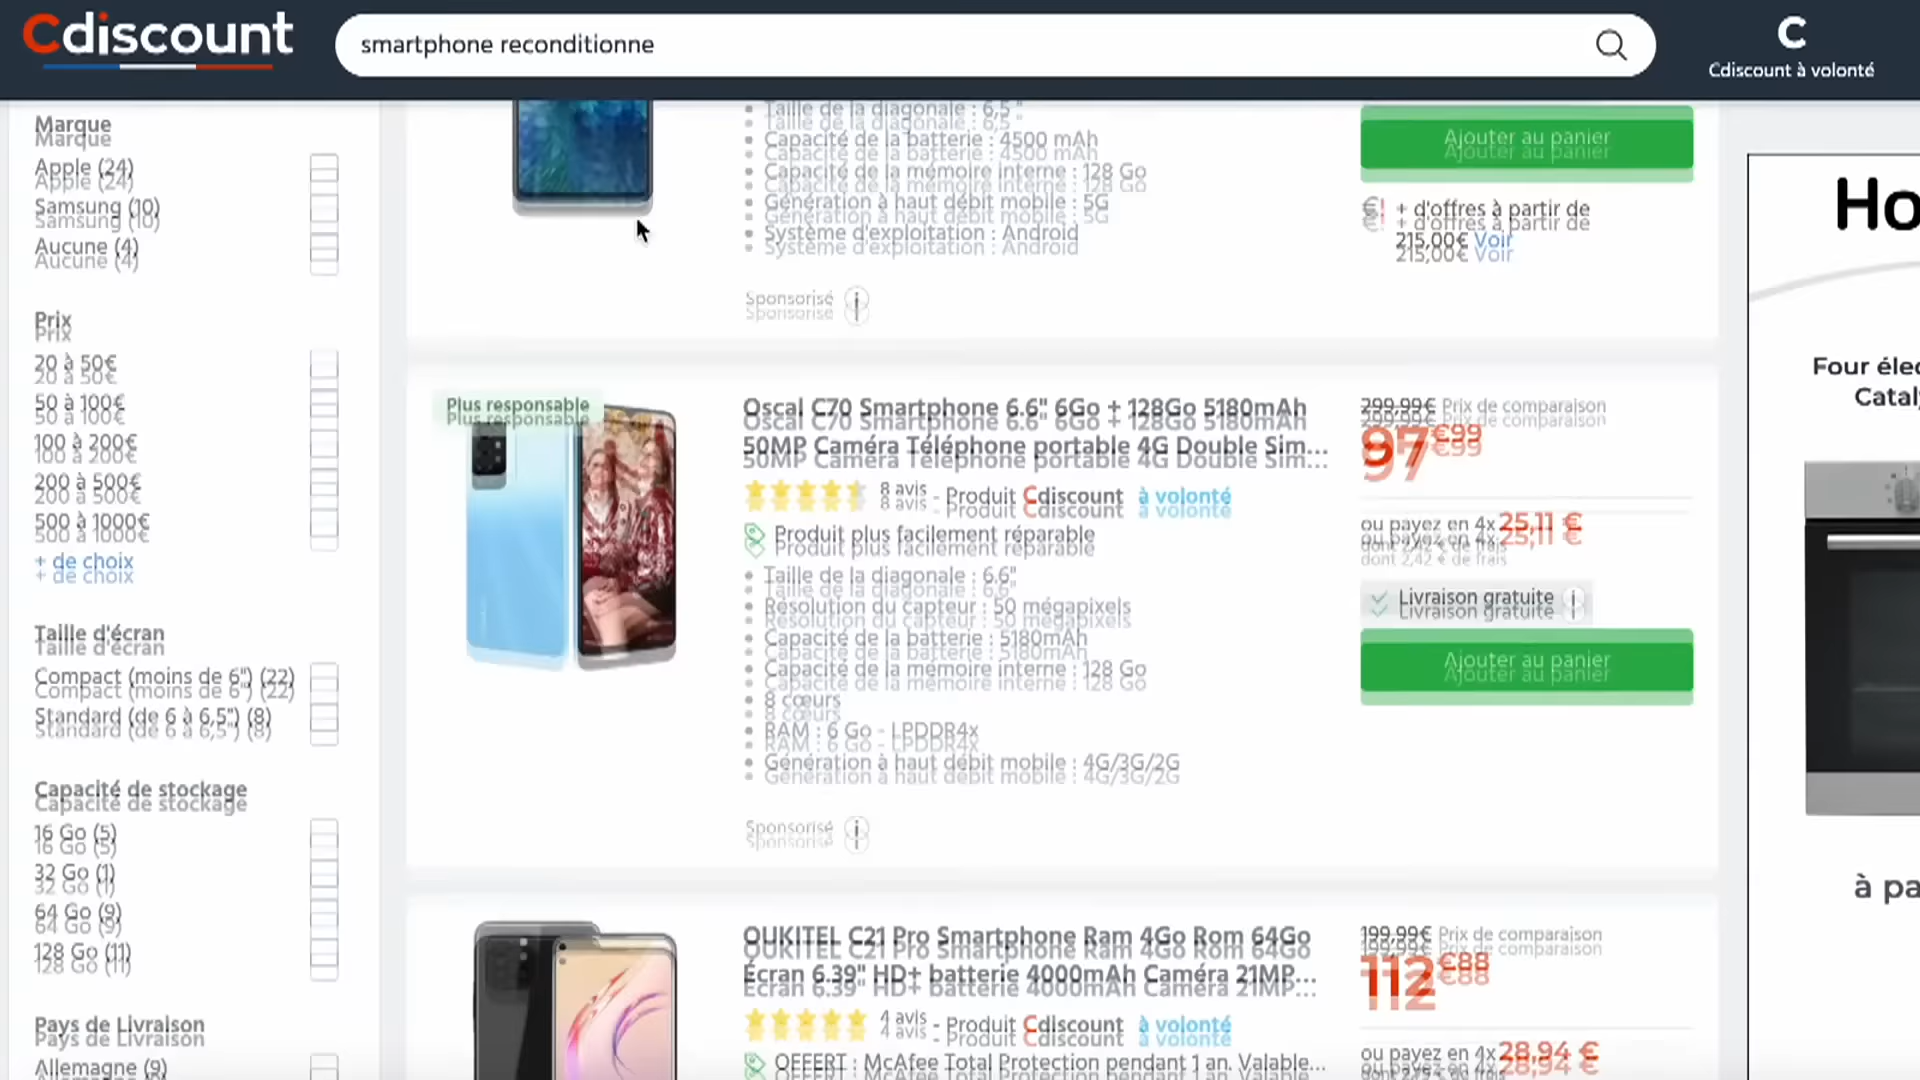 Cdiscount
smartphone reconditionne
C
Cdiscount à volonté
Marque
Apple (24)
Samsung (10)
Aucune (4)
Prix
20 à 50€
50 à 100€
100 à 200€
200 à 500€
500 à 1000€
+ de choix
Taille d'écran
Compact (moins de 6") (22)
Standard (de 6 à 6,5") (8)
Capacité de stockage
16 Go (5)
32 Go (1)
64 Go (9)
128 Go (11)
Pays de Livraison
Allemagne (9)
Taille de la diagonale : 6,5 "
Capacité de la batterie : 4500 mAh
Capacité de la mémoire interne : 128 Go
Génération à haut débit mobile : 5G
Système d'exploitation : Android
Sponsorisé
Ajouter au panier
+ d'offres à partir de
215,00€ Voir
Plus responsable
Oscal C70 Smartphone 6.6" 6Go + 128Go 5180mAh
50MP Caméra Téléphone portable 4G Double Sim...
8 avis - Produit Cdiscount à volonté
Produit plus facilement réparable
Taille de la diagonale : 6.6"
Résolution du capteur : 50 mégapixels
Capacité de la batterie : 5180mAh
Capacité de la mémoire interne : 128 Go
8 cœurs
RAM : 6 Go - LPDDR4x
Génération à haut débit mobile : 4G/3G/2G
Sponsorisé
299,99€ Prix de comparaison
97€99
ou payez en 4x 25,11 €
dont 2,42 € de frais
Livraison gratuite
Ajouter au panier
OUKITEL C21 Pro Smartphone Ram 4Go Rom 64Go
Écran 6.39" HD+ batterie 4000mAh Caméra 21MP...
4 avis - Produit Cdiscount à volonté
OFFERT : McAfee Total Protection pendant 1 an. Valable...
199,99€ Prix de comparaison
112€88
ou payez en 4x 28,94 €
dont 2,79 € de frais
Ho
Four élec
Cataly
à pa